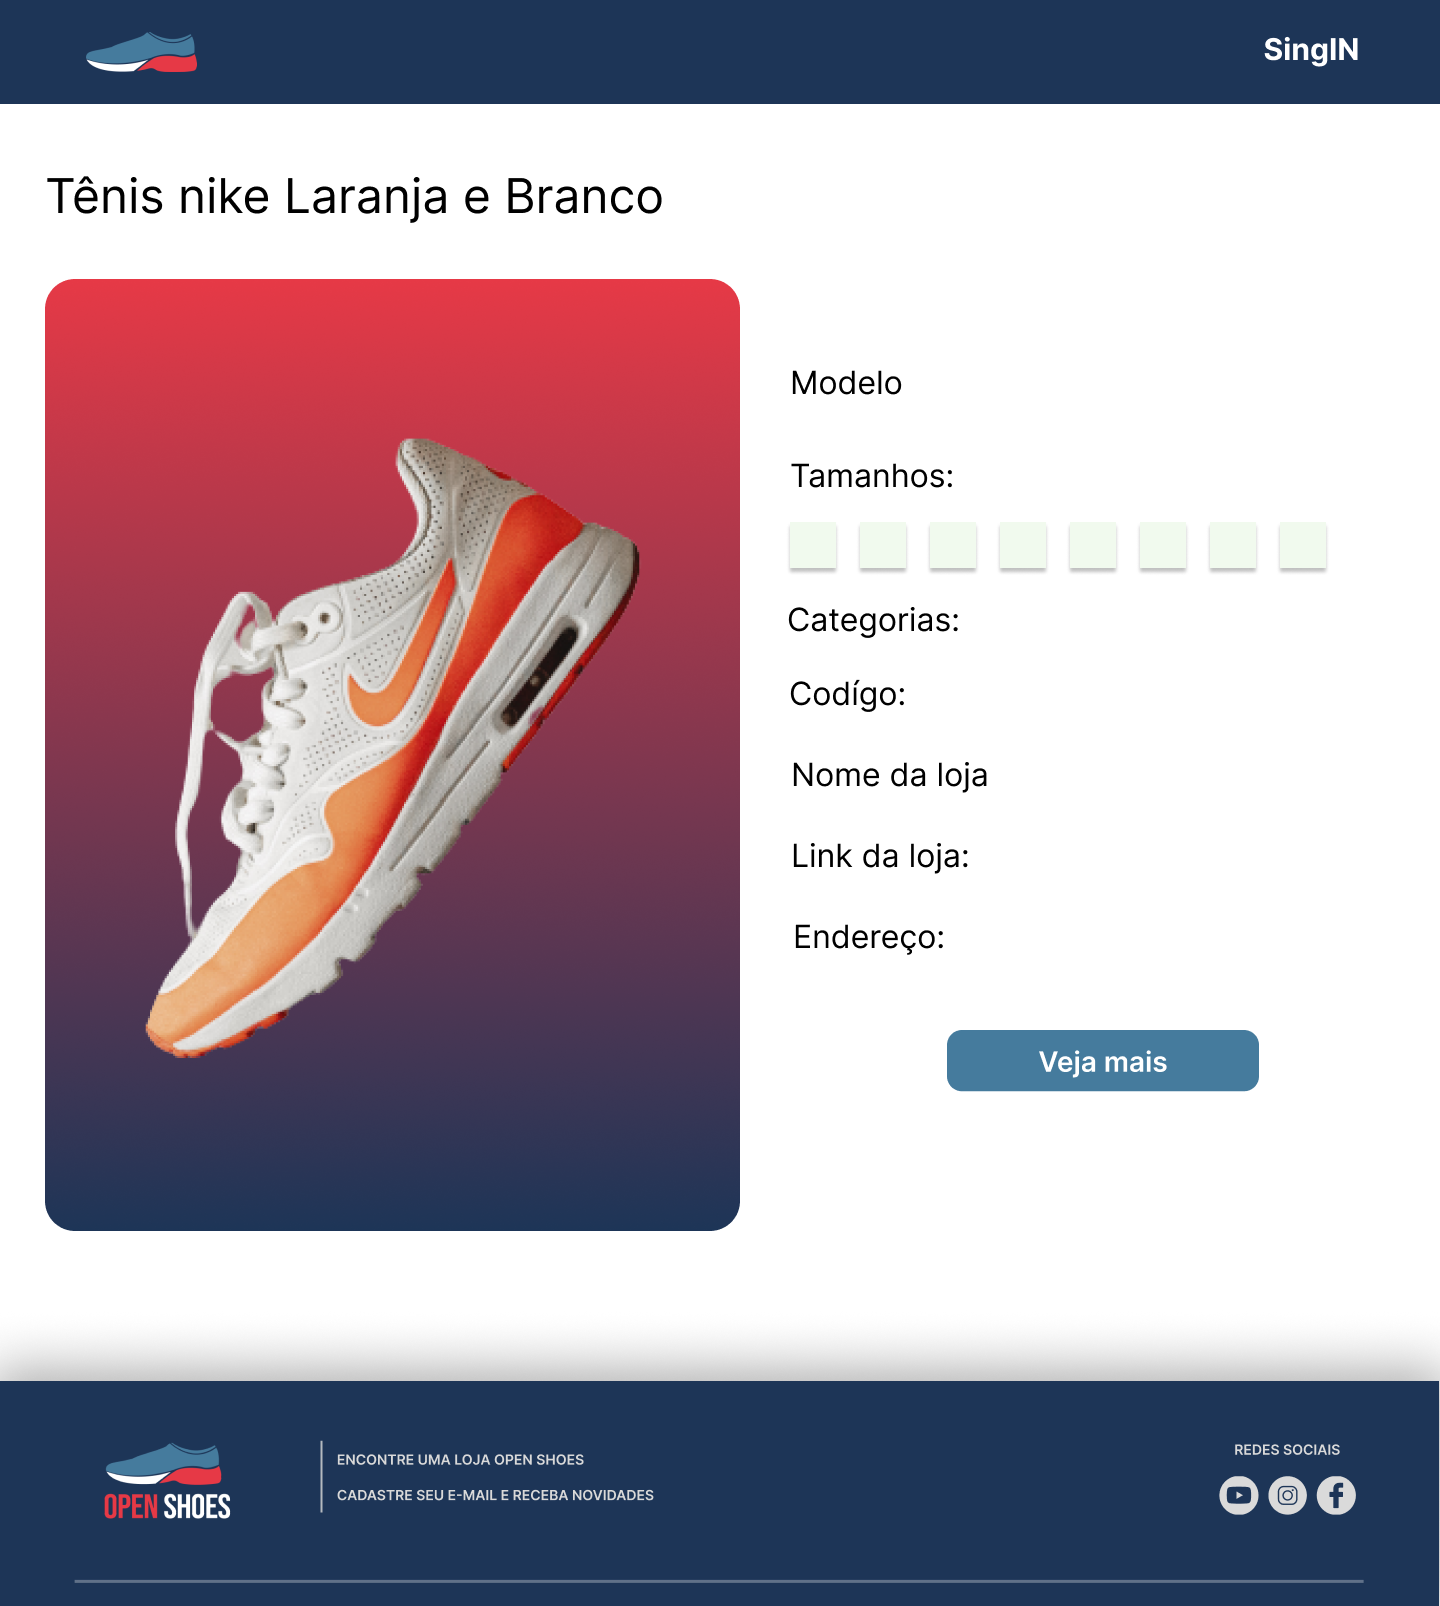 SingIN
Tênis nike Laranja e Branco
Modelo
Tamanhos:
Categorias:
Codígo:
Nome da loja
Link da loja:
Endereço:
Veja mais
OPEN SHOES
ENCONTRE UMA LOJA OPEN SHOES
CADASTRE SEU E-MAIL E RECEBA NOVIDADES
REDES SOCIAIS